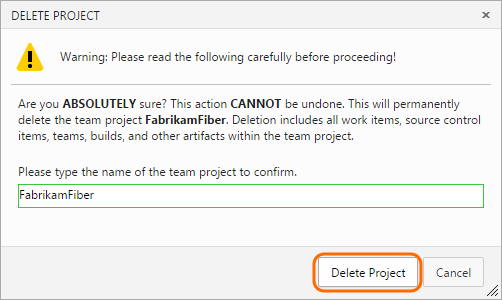 DELETE PROJECT
Warning: Please read the following carefully before proceeding!
Are you ABSOLUTELY sure? This action CANNOT be undone. This will permanently
delete the team project FabrikamFiber. Deletion includes all work items, source control
items, teams, builds, and other artifacts within the team project.
Please type the name of the team project to confirm.
FabrikamFiber
Delete Project
Cancel